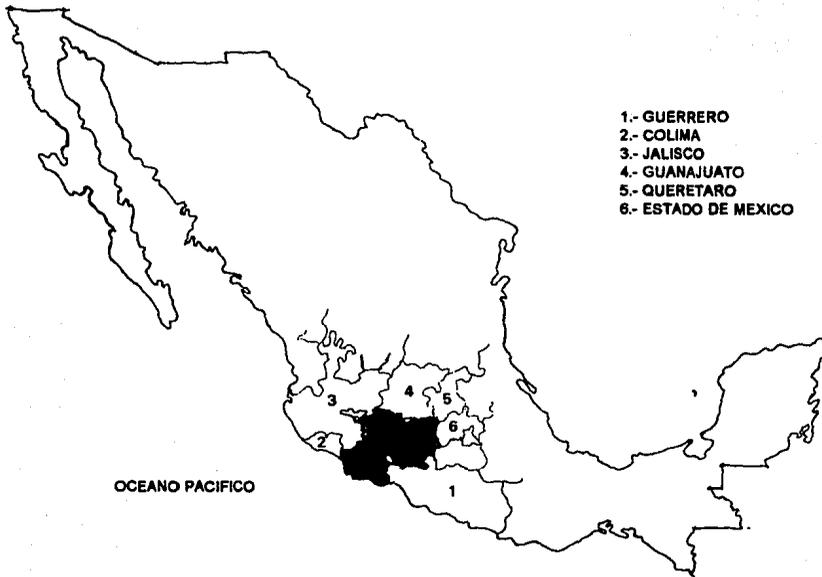 1.- GUERRERO
2.- COLIMA
3.- JALISCO
4.- GUANAJUATO
5.- QUERETARO
6.- ESTADO DE MEXICO
3
4
5
6
2
1
OCEANO PACIFICO